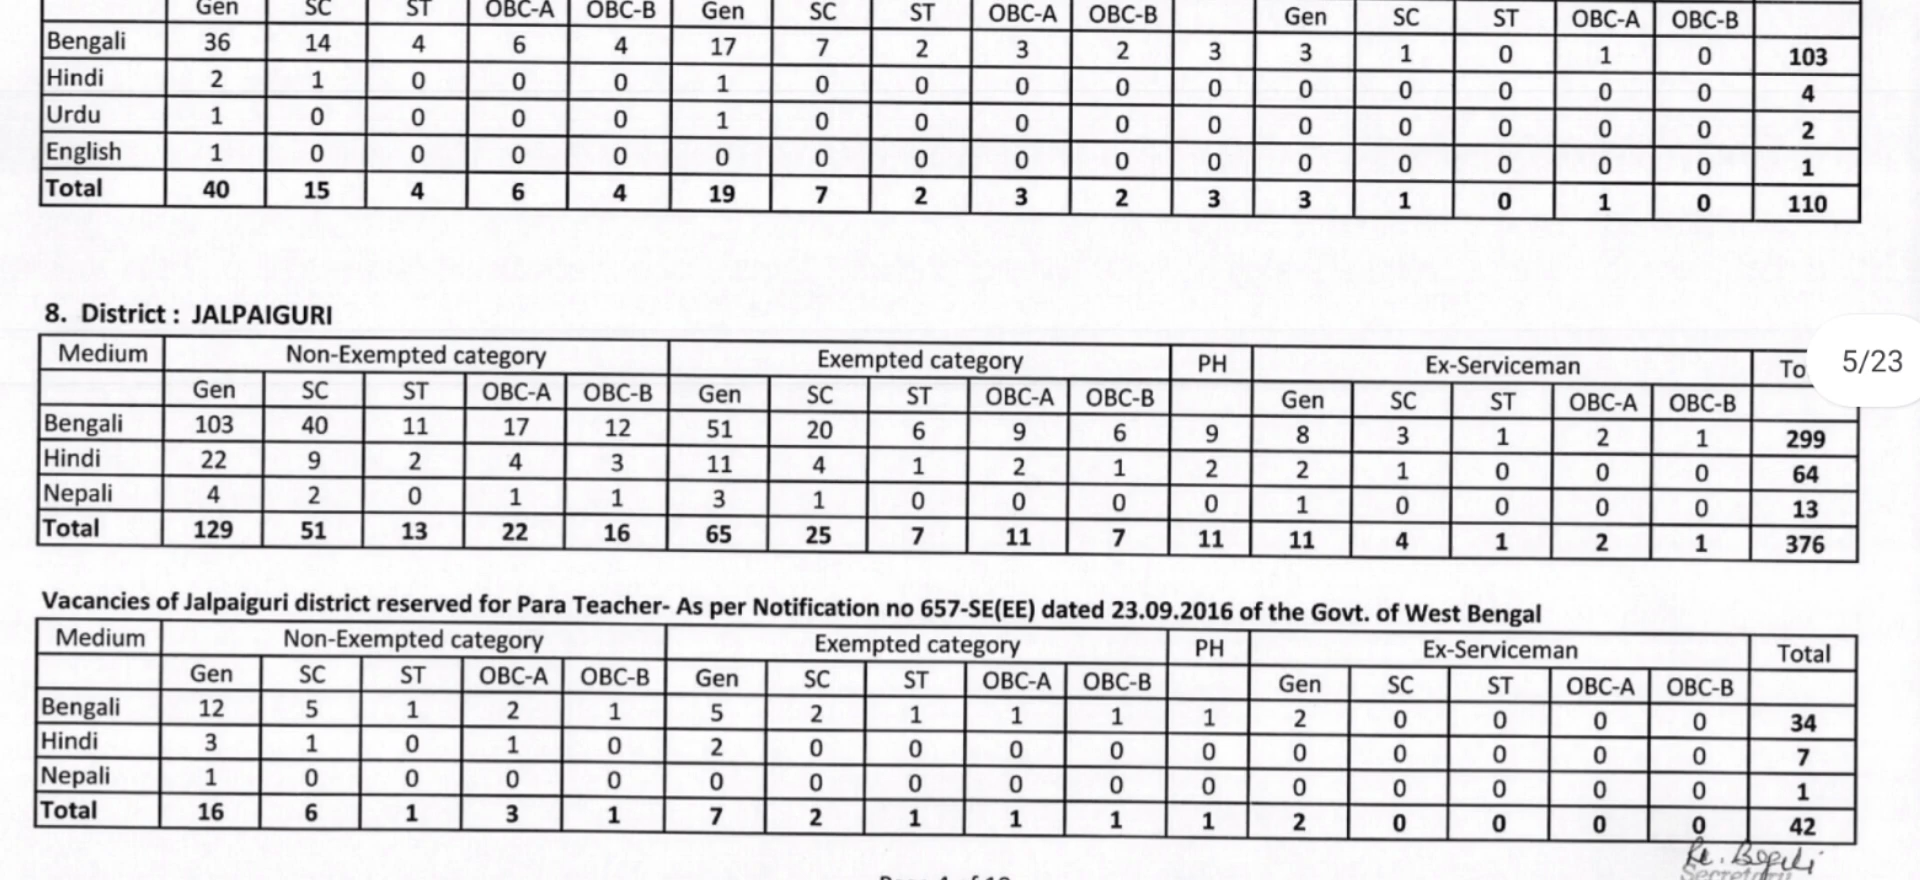 Gen SC ST OBC-A OBC-B Gen SC ST OBC-A OBC-B Gen SC ST OBC-A OBC-B
Bengali 36 14 4 6 4 17 7 2 3 2 3 3 1 0 1 0 103
Hindi 2 1 0 0 0 1 0 0 0 0 0 0 0 0 0 0 4
Urdu 1 0 0 0 0 1 0 0 0 0 0 0 0 0 0 0 2
English 1 0 0 0 0 0 0 0 0 0 0 0 0 0 0 0 1
Total 40 15 4 6 4 19 7 2 3 2 3 3 1 0 1 0 110
8. District : JALPAIGURI
Medium Non-Exempted category Exempted category PH Ex-Serviceman To
5/23
Gen SC ST OBC-A OBC-B Gen SC ST OBC-A OBC-B Gen SC ST OBC-A OBC-B
Bengali 103 40 11 17 12 51 20 6 9 6 9 8 3 1 2 1 299
Hindi 22 9 2 4 3 11 4 1 2 1 2 2 1 0 0 0 64
Nepali 4 2 0 1 1 3 1 0 0 0 0 1 0 0 0 0 13
Total 129 51 13 22 16 65 25 7 11 7 11 11 4 1 2 1 376
Vacancies of Jalpaiguri district reserved for Para Teacher- As per Notification no 657-SE(EE) dated 23.09.2016 of the Govt. of West Bengal
Medium Non-Exempted category Exempted category PH Ex-Serviceman Total
Gen SC ST OBC-A OBC-B Gen SC ST OBC-A OBC-B Gen SC ST OBC-A OBC-B
Bengali 12 5 1 2 1 5 2 1 1 1 1 2 0 0 0 0 34
Hindi 3 1 0 1 0 2 0 0 0 0 0 0 0 0 0 0 7
Nepali 1 0 0 0 0 0 0 0 0 0 0 0 0 0 0 0 1
Total 16 6 1 3 1 7 2 1 1 1 1 2 0 0 0 0 42
Secretary